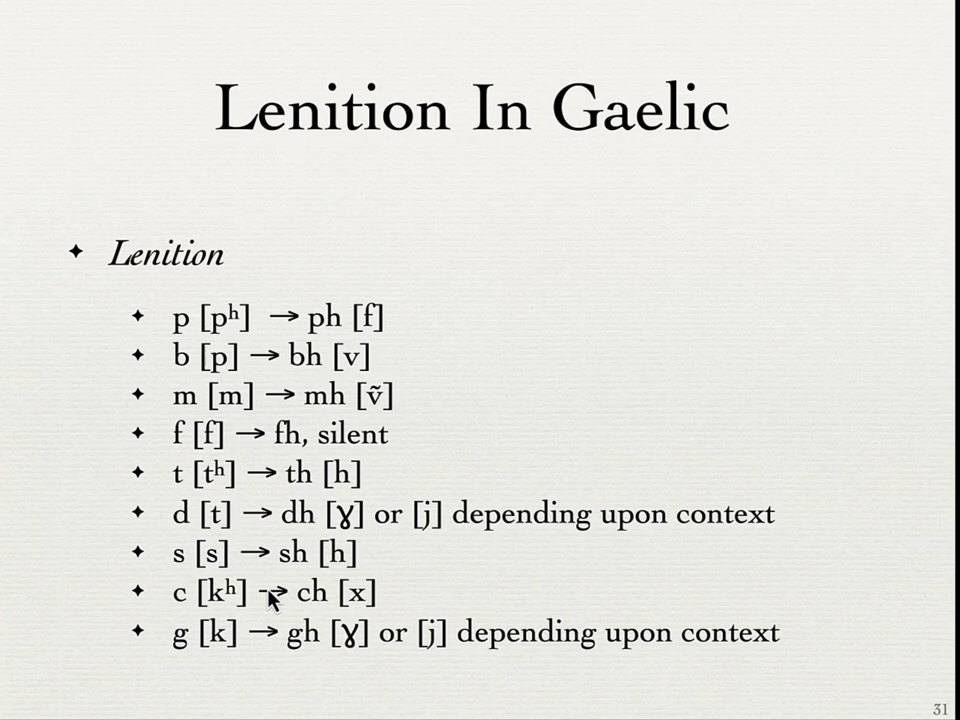 Lenition In Gaelic
Lenition
p [pʰ] → ph [f]
b [p] → bh [v]
m [m] → mh [ṽ]
f [f] → fh, silent
t [tʰ] → th [h]
d [t] → dh [ɣ] or [j] depending upon context
s [s] → sh [h]
c [kʰ] → ch [x]
g [k] → gh [ɣ] or [j] depending upon context
31